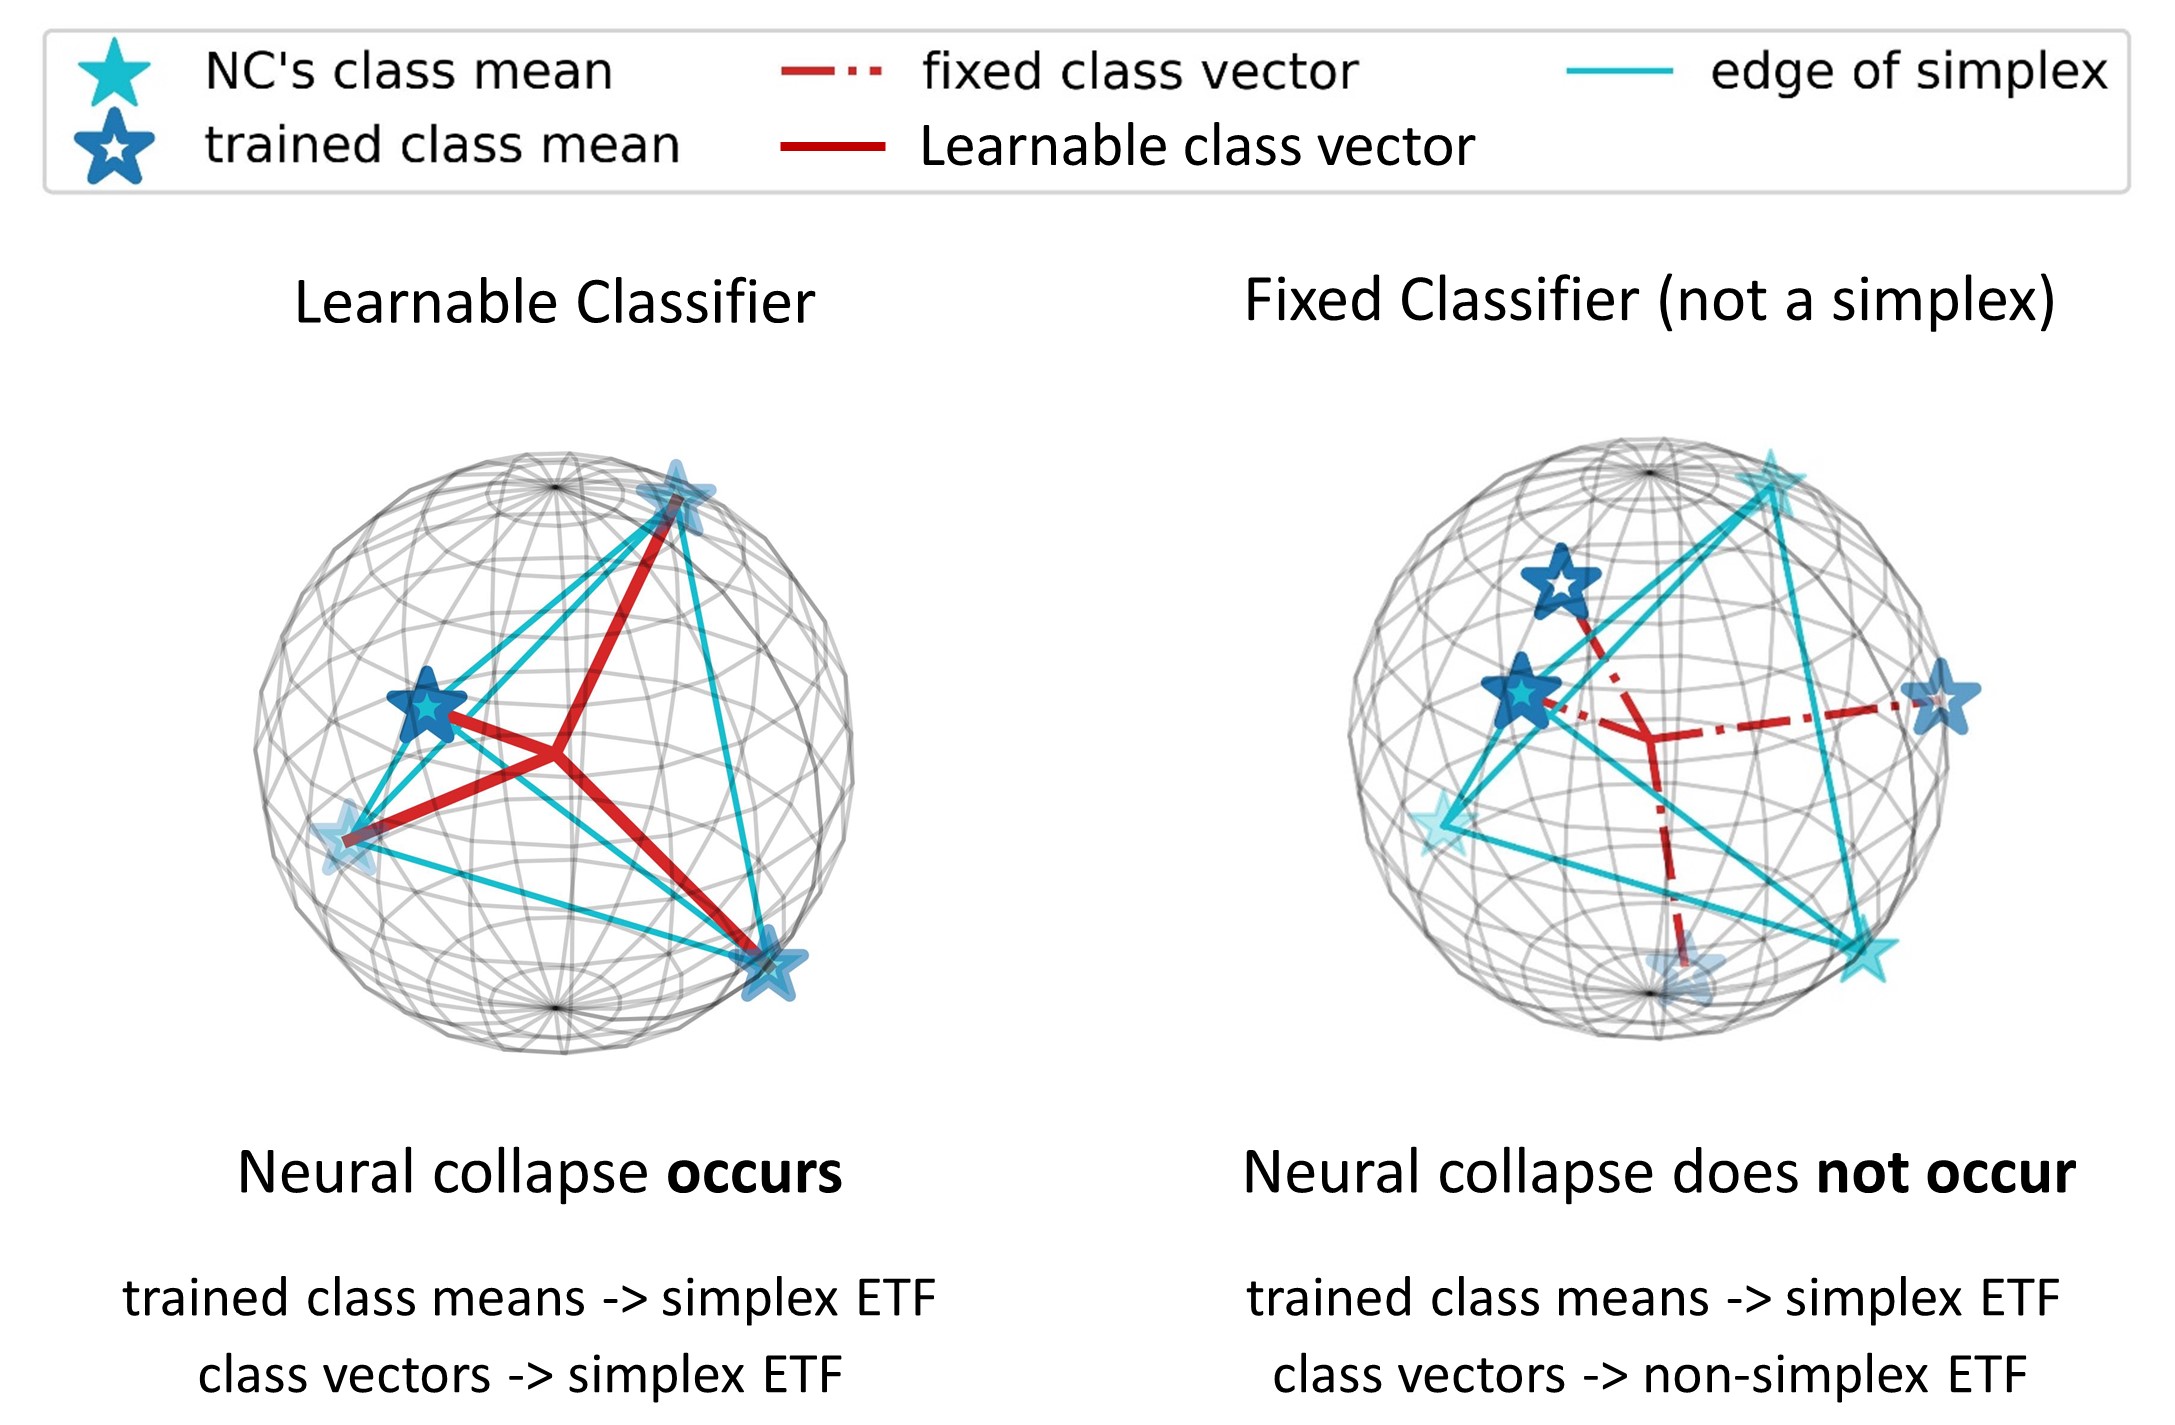 NC's class mean
fixed class vector
edge of simplex
trained class mean
Learnable class vector
Learnable Classifier
Fixed Classifier (not a simplex)
Neural collapse occurs
Neural collapse does not occur
trained class means -> simplex ETF
class vectors -> simplex ETF
trained class means -> simplex ETF
class vectors -> non-simplex ETF